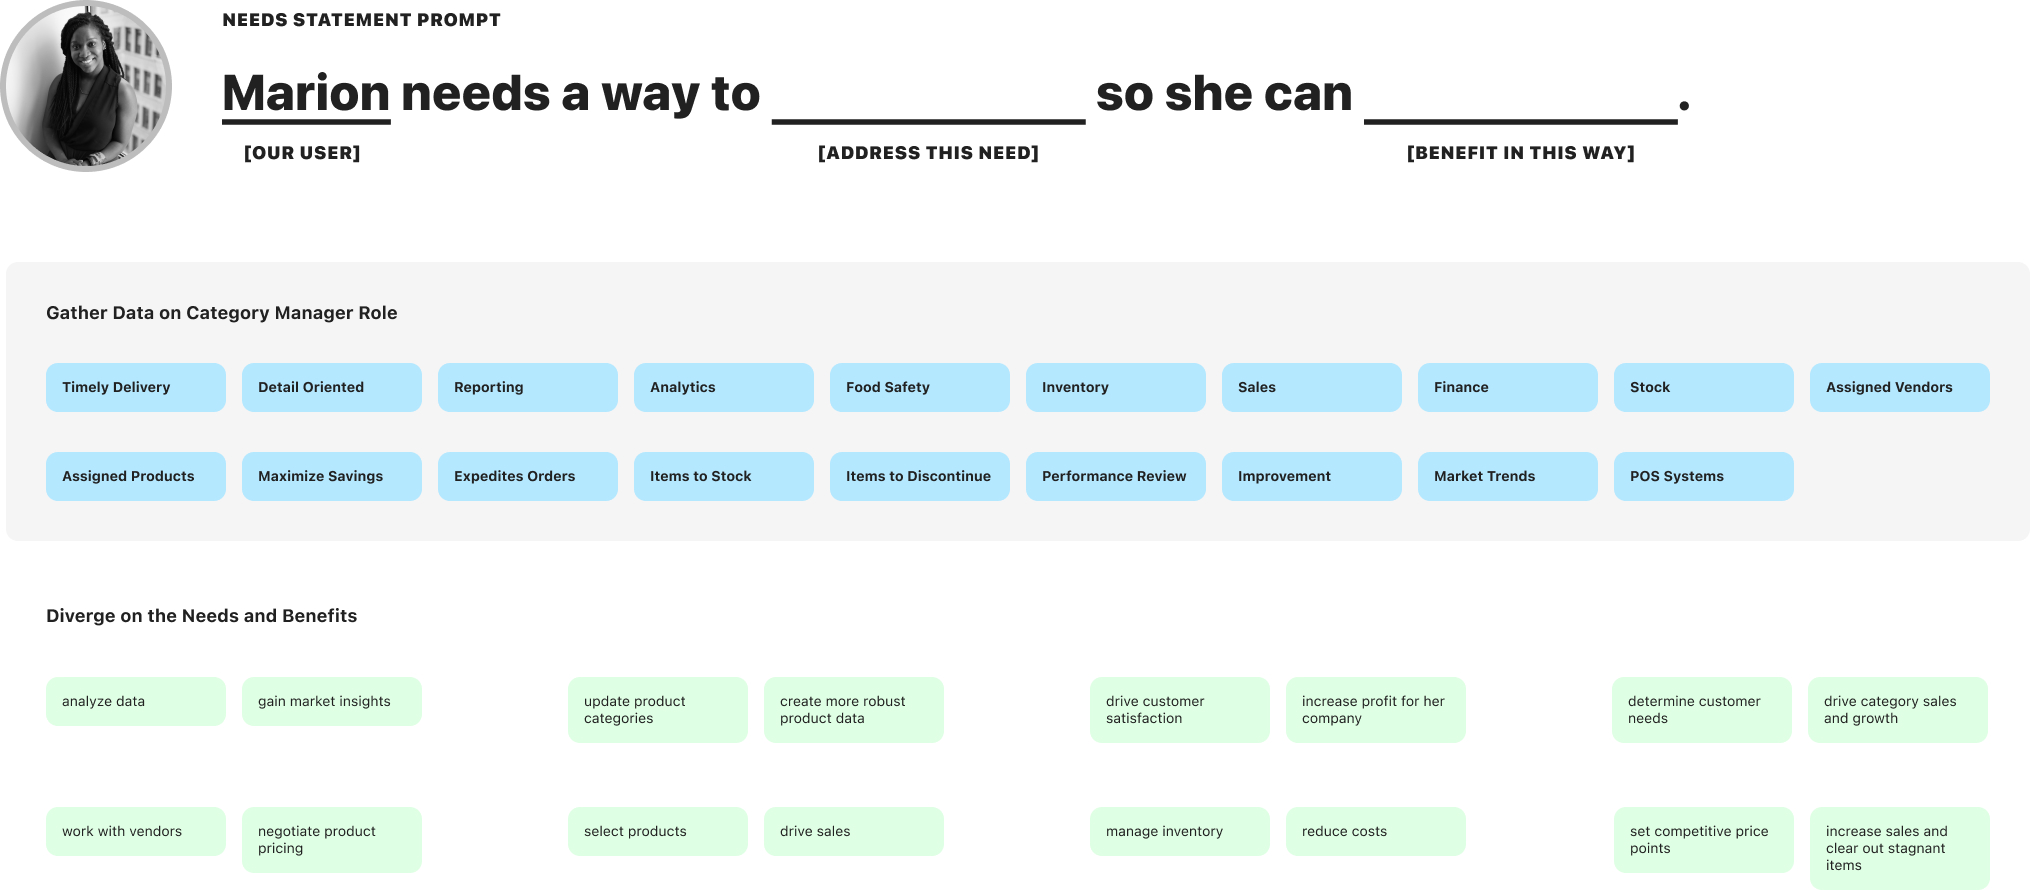 NEEDS STATEMENT PROMPT
Marion needs a way to ____________ so she can ____________.
[OUR USER] [ADDRESS THIS NEED] [BENEFIT IN THIS WAY]
Gather Data on Category Manager Role
Timely Delivery Detail Oriented Reporting Analytics Food Safety Inventory Sales Finance Stock Assigned Vendors
Assigned Products Maximize Savings Expedites Orders Items to Stock Items to Discontinue Performance Review Improvement Market Trends POS Systems
Diverge on the Needs and Benefits
analyze data
gain market insights
update product
categories
create more robust
product data
drive customer
satisfaction
increase profit for her
company
determine customer
needs
drive category sales
and growth
work with vendors
negotiate product
pricing
select products
drive sales
manage inventory
reduce costs
set competitive price
points
increase sales and
clear out stagnant
items